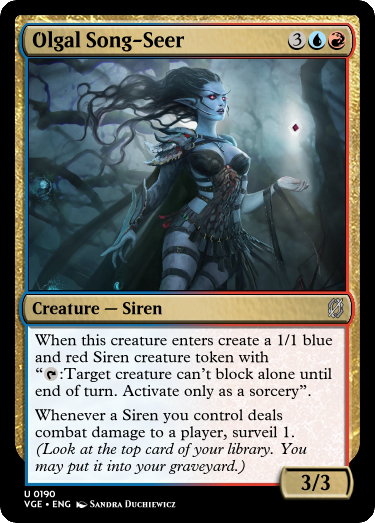 Olgal Song-Seer 3
Creature — Siren
When this creature enters create a 1/1 blue
and red Siren creature token with
“:Target creature can’t block alone until
end of turn. Activate only as a sorcery”.
Whenever a Siren you control deals
combat damage to a player, surveil 1.
(Look at the top card of your library. You
may put it into your graveyard.)
3/3
U 0190
VGE • ENG Sandra Duchiewicz